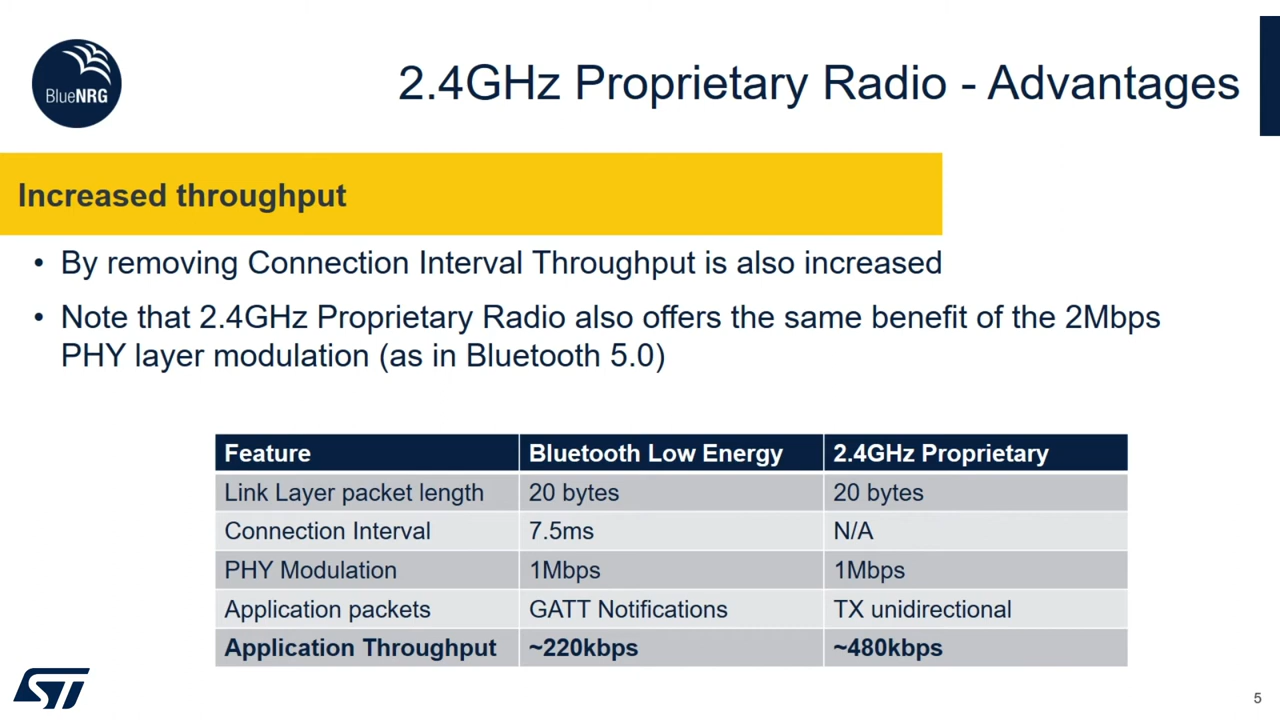 BlueNRG
2.4GHz Proprietary Radio - Advantages
Increased throughput
• By removing Connection Interval Throughput is also increased
• Note that 2.4GHz Proprietary Radio also offers the same benefit of the 2Mbps
PHY layer modulation (as in Bluetooth 5.0)
Feature Bluetooth Low Energy 2.4GHz Proprietary
Link Layer packet length 20 bytes 20 bytes
Connection Interval 7.5ms N/A
PHY Modulation 1Mbps 1Mbps
Application packets GATT Notifications TX unidirectional
Application Throughput ~220kbps ~480kbps
ST
5